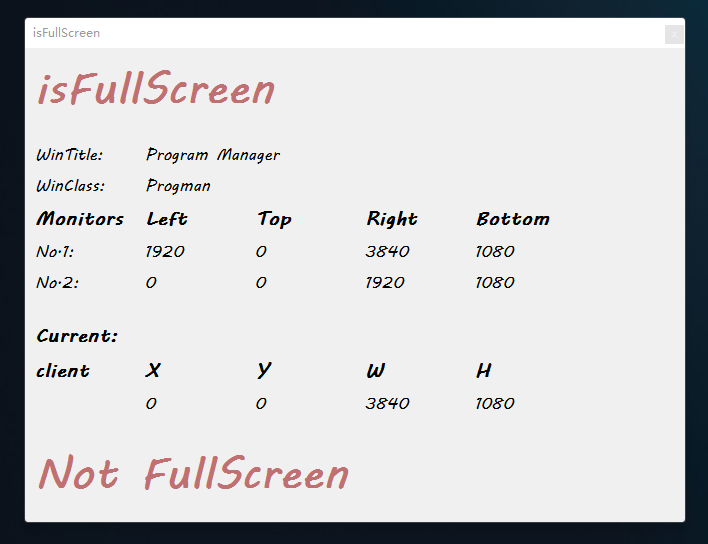 isFullScreen
x
isFullScreen
WinTitle: Program Manager
WinClass: Progman
Monitors Left Top Right Bottom
No.1: 1920 0 3840 1080
No.2: 0 0 1920 1080
Current:
client X Y W H
0 0 3840 1080
Not FullScreen